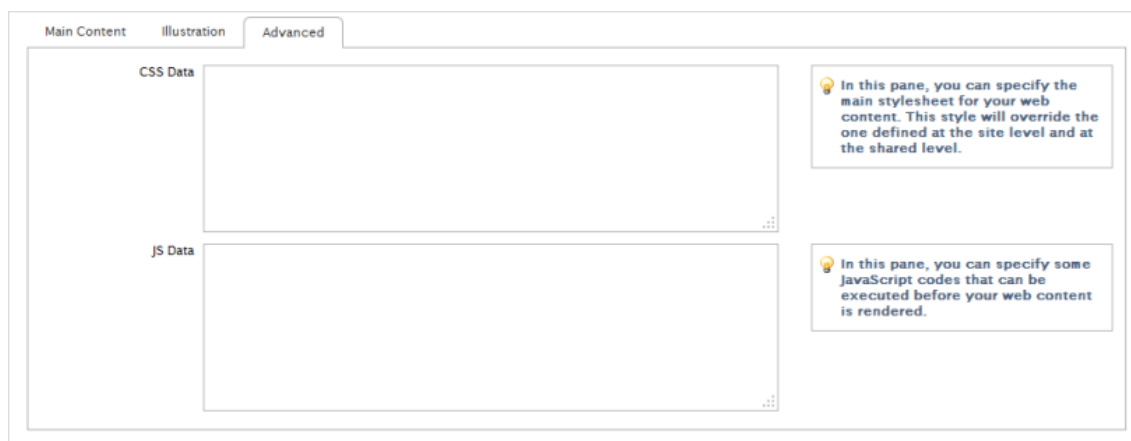 Main Content Illustration Advanced
CSS Data
In this pane, you can specify the
main stylesheet for your web
content. This style will override the
one defined at the site level and at
the shared level.
JS Data
In this pane, you can specify some
JavaScript codes that can be
executed before your web content
is rendered.